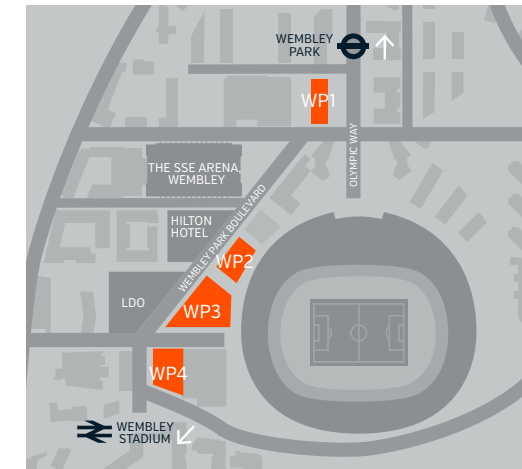 WEMBLEY
PARK
WP1
OLYMPIC WAY
THE SSE ARENA,
WEMBLEY
WEMBLEY PARK BOULEVARD
HILTON
HOTEL
WP2
LDO
WP3
WP4
WEMBLEY
STADIUM